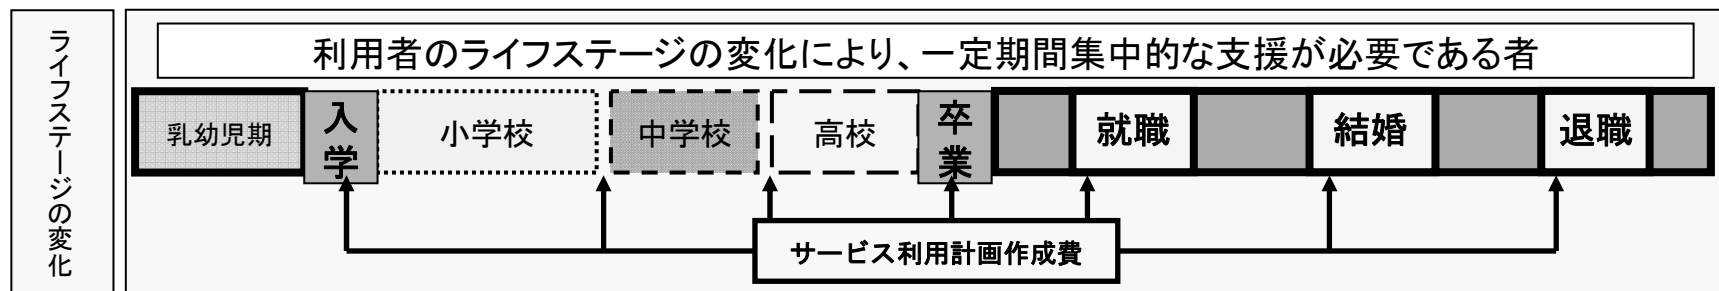 ライフステージの変化
利用者のライフステージの変化により、一定期間集中的な支援が必要である者
乳幼児期
入学
小学校
中学校
高校
卒業
就職
結婚
退職
サービス利用計画作成費